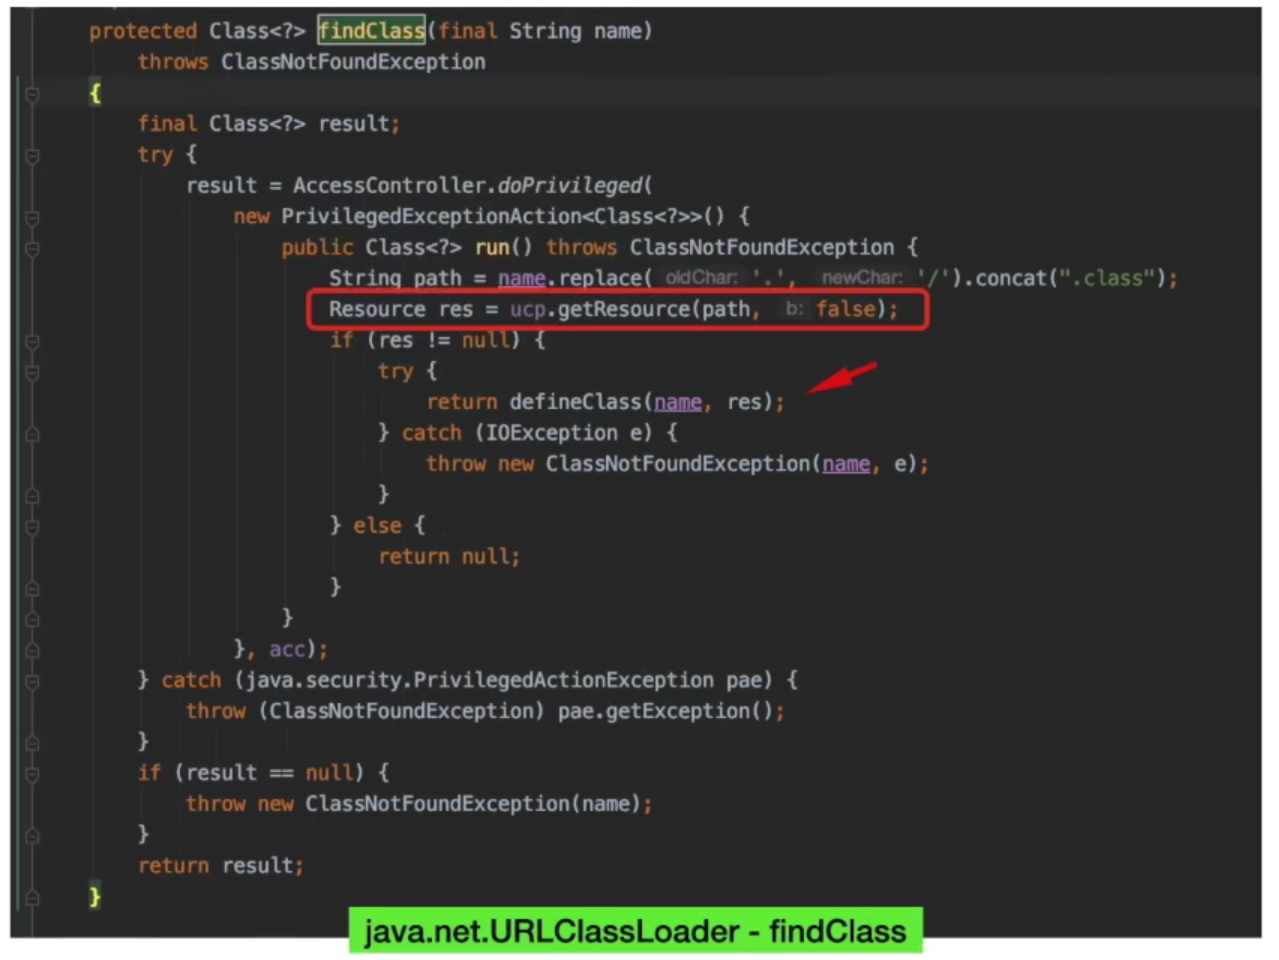 protected Class<?> findClass(final String name)
throws ClassNotFoundException
{
final Class<?> result;
try {
result = AccessController.doPrivileged(
new PrivilegedExceptionAction<Class<?>>() {
public Class<?> run() throws ClassNotFoundException {
String path = name.replace( oldChar: '.', newChar: '/').concat(".class");
Resource res = ucp.getResource(path, b: false);
if (res != null) {
try {
return defineClass(name, res);
} catch (IOException e) {
throw new ClassNotFoundException(name, e);
}
} else {
return null;
}
}
}, acc);
} catch (java.security.PrivilegedActionException pae) {
throw (ClassNotFoundException) pae.getException();
}
if (result == null) {
throw new ClassNotFoundException(name);
}
return result;
}
java.net.URLClassLoader - findClass